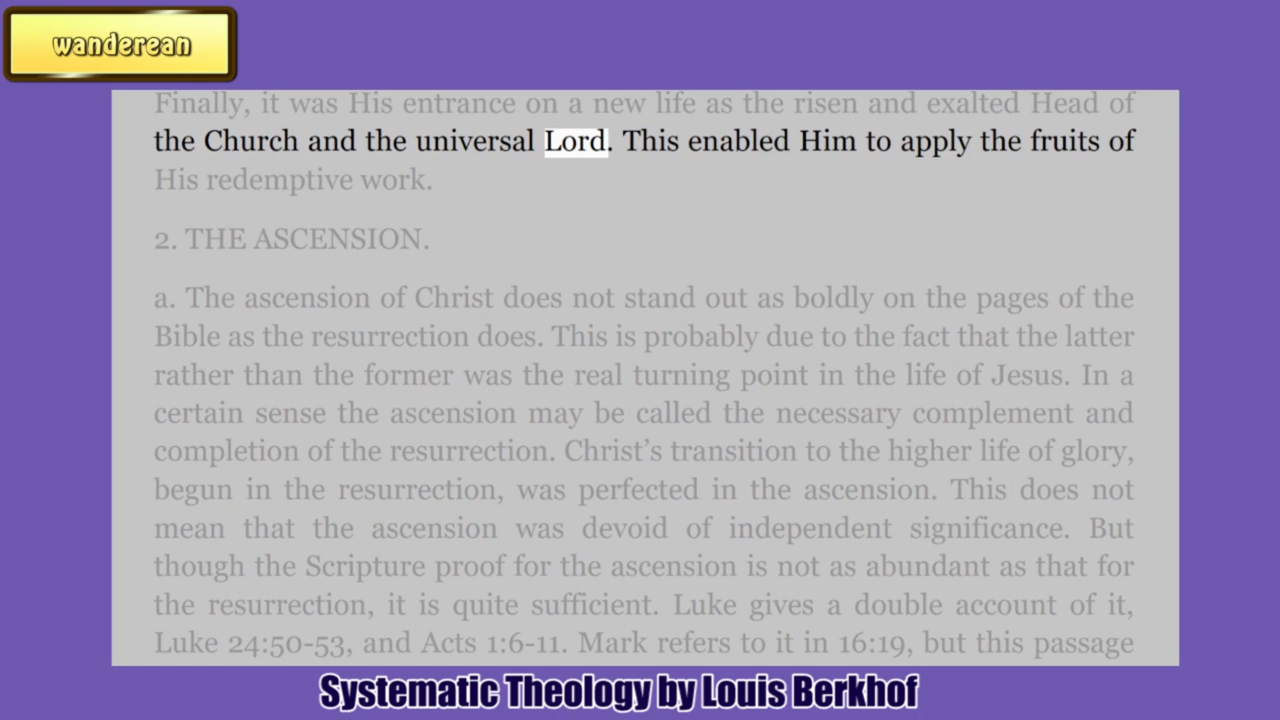 wanderean
Finally, it was His entrance on a new life as the risen and exalted Head of
the Church and the universal Lord. This enabled Him to apply the fruits of
His redemptive work.
2. THE ASCENSION.
a. The ascension of Christ does not stand out as boldly on the pages of the
Bible as the resurrection does. This is probably due to the fact that the latter
rather than the former was the real turning point in the life of Jesus. In a
certain sense the ascension may be called the necessary complement and
completion of the resurrection. Christ’s transition to the higher life of glory,
begun in the resurrection, was perfected in the ascension. This does not
mean that the ascension was devoid of independent significance. But
though the Scripture proof for the ascension is not as abundant as that for
the resurrection, it is quite sufficient. Luke gives a double account of it,
Luke 24:50-53, and Acts 1:6-11. Mark refers to it in 16:19, but this passage
Systematic Theology by Louis Berkhof